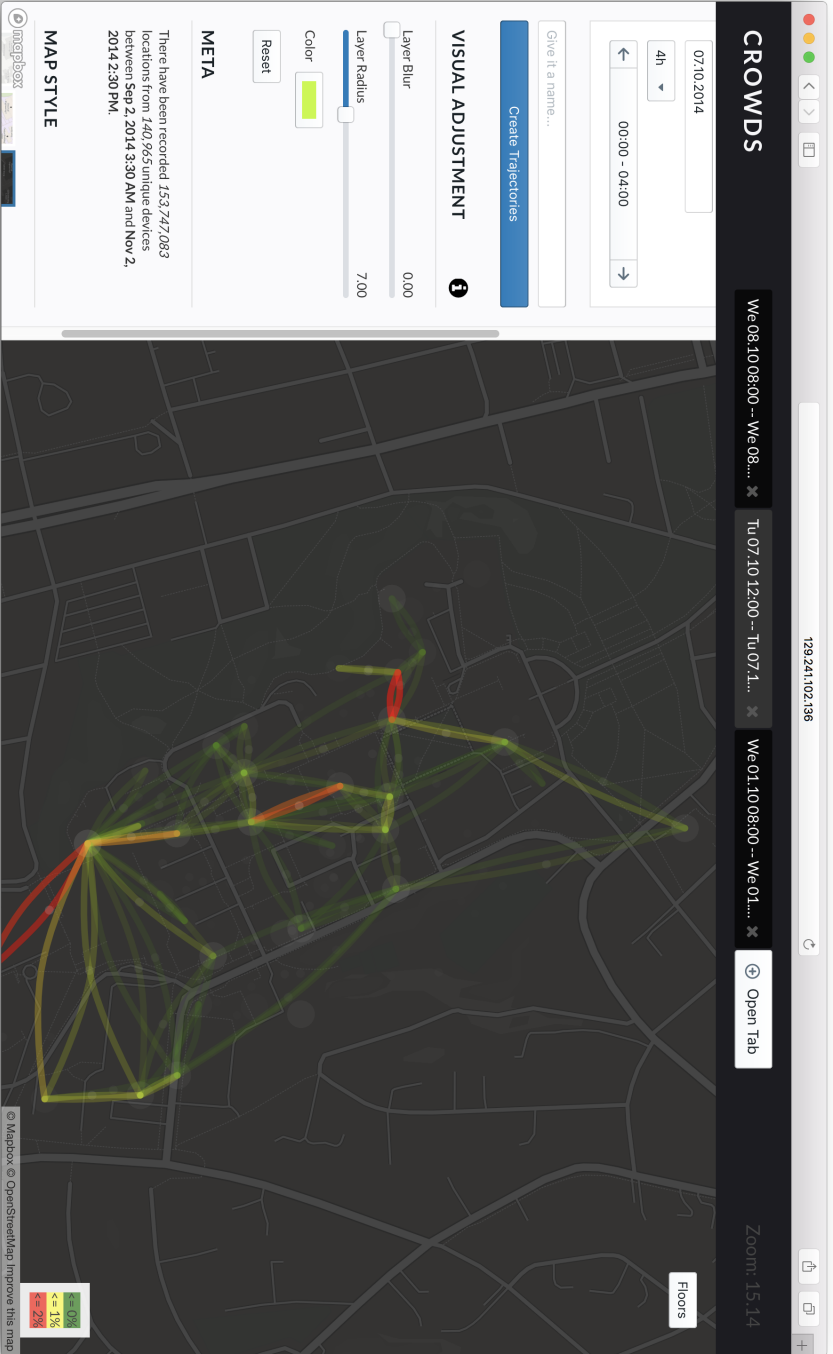 129.241.102.136
CROWDS
We 08.10 08:00 -- We 08....
Tu 07.10 12:00 -- Tu 07.1...
We 01.10 08:00 -- We 01....
Open Tab
Zoom: 15.14
07.10.2014
4h
00:00 - 04:00
Give it a name...
Create Trajectories
VISUAL ADJUSTMENT
Layer Blur
0.00
Layer Radius
7.00
Color
Reset
META
There have been recorded 153,747,083
locations from 140,965 unique devices
between Sep 2, 2014 3:30 AM and Nov 2,
2014 2:30 PM.
MAP STYLE
mapbox
Floors
<= 0%
<= 1%
<= 2%
© Mapbox © OpenStreetMap Improve this map